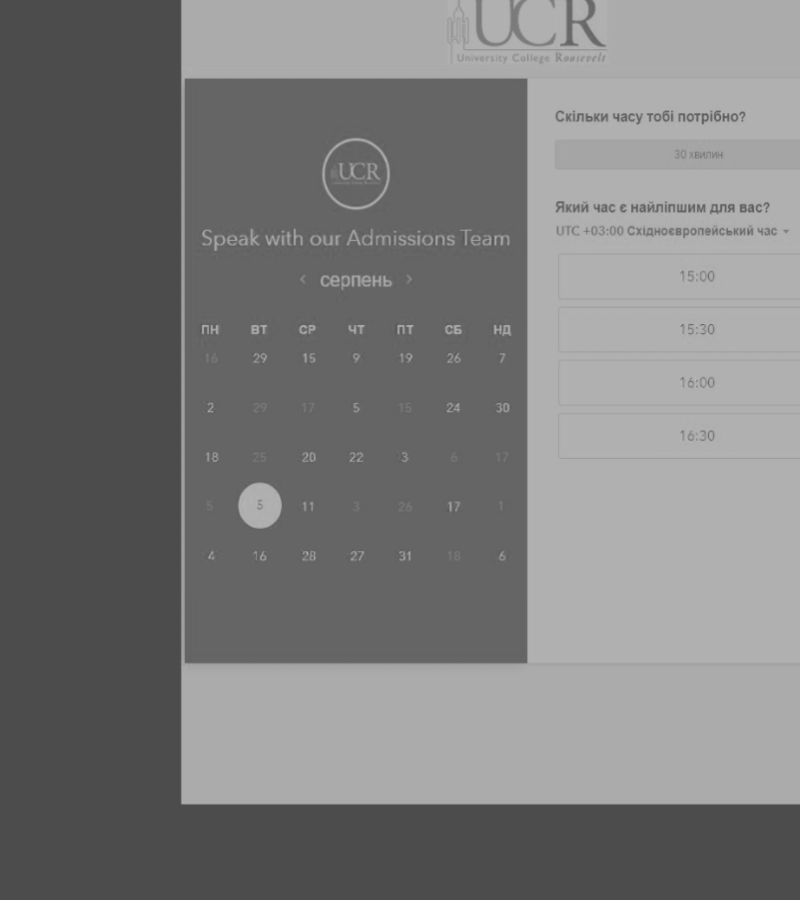 UCR
University College Roosevelt
UCR
Speak with our Admissions Team
< серпень >
ПН ВТ СР ЧТ ПТ СБ НД
16 29 15 9 19 26 7
2 29 17 5 15 24 30
18 25 20 22 3 6 17
5 5 11 3 26 17 1
4 16 28 27 31 18 6
Скільки часу тобі потрібно?
30 хвилин
Який час є найліпшим для вас?
UTC +03:00 Східноєвропейський час
15:00
15:30
16:00
16:30